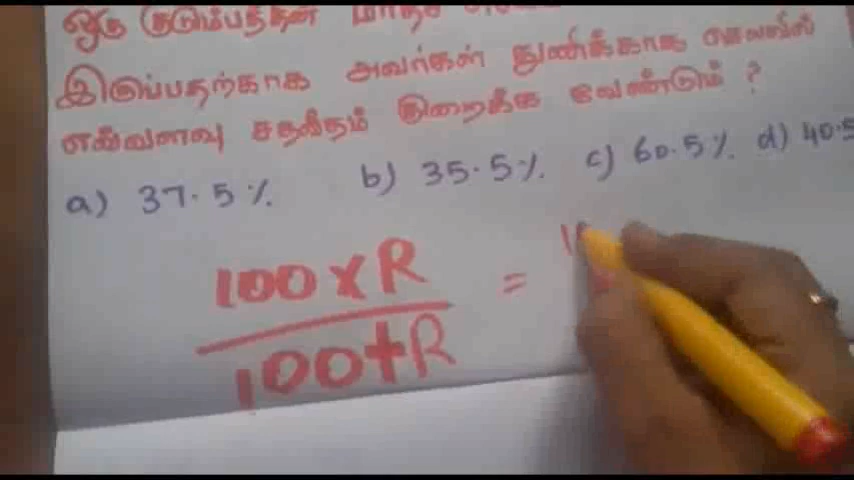 ஒரு குடும்பத்தின் மாதச்
இருப்பதற்காக அவர்கள் துணிக்காக செலவில்
எவ்வளவு சதவீதம் குறைக்க வேண்டும் ?
a) 37.5% b) 35.5% c) 60.5% d) 40.5
100 x R
=
100+R